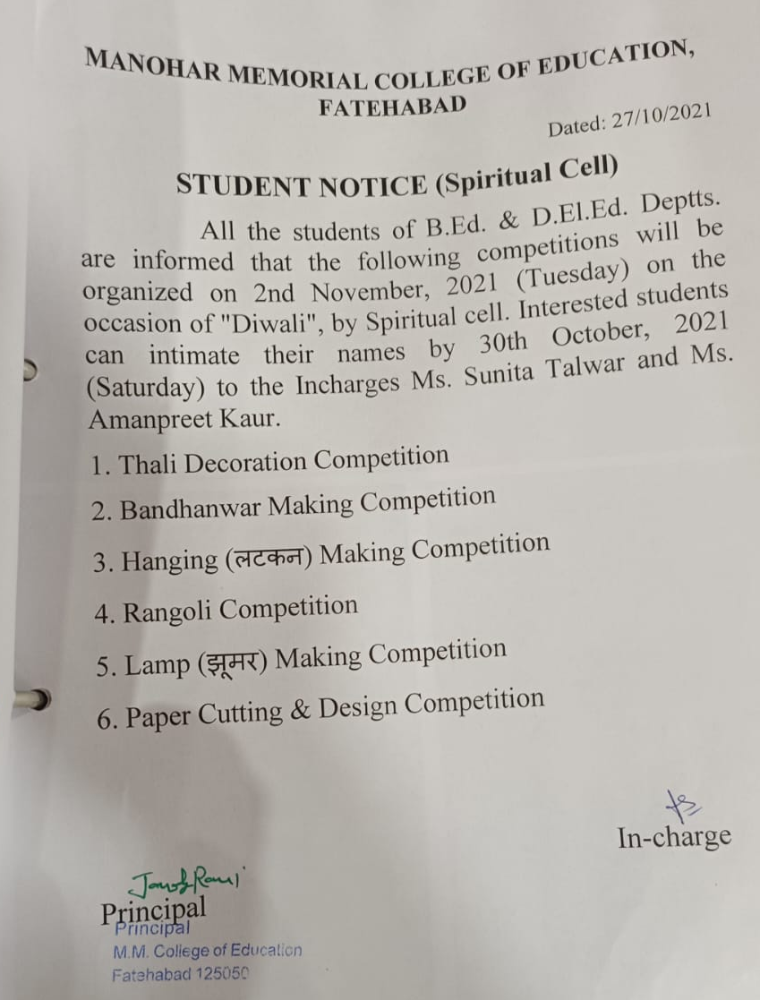 MANOHAR MEMORIAL COLLEGE OF EDUCATION,
FATEHABAD
Dated: 27/10/2021
STUDENT NOTICE (Spiritual Cell)
All the students of B.Ed. & D.El.Ed. Deptts.
are informed that the following competitions will be
organized on 2nd November, 2021 (Tuesday) on the
occasion of "Diwali", by Spiritual cell. Interested students
can intimate their names by 30th October, 2021
(Saturday) to the Incharges Ms. Sunita Talwar and Ms.
Amanpreet Kaur.
1. Thali Decoration Competition
2. Bandhanwar Making Competition
3. Hanging (लटकन) Making Competition
4. Rangoli Competition
5. Lamp (झूमर) Making Competition
6. Paper Cutting & Design Competition
In-charge
Principal
Principal
M.M. College of Education
Fatehabad 125050